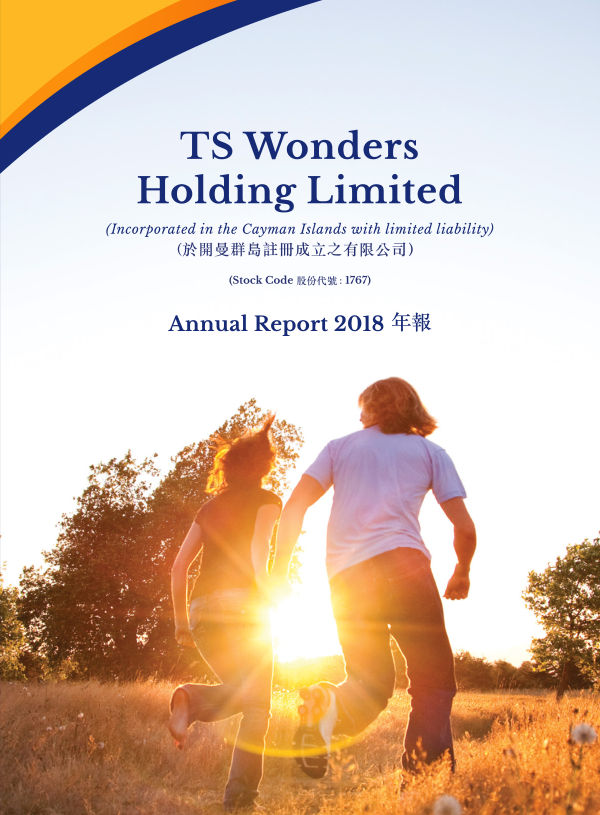 TS Wonders
Holding Limited
(Incorporated in the Cayman Islands with limited liability)
(於開曼群島註冊成立之有限公司)
(Stock Code 股份代號 : 1767)
Annual Report 2018 年報